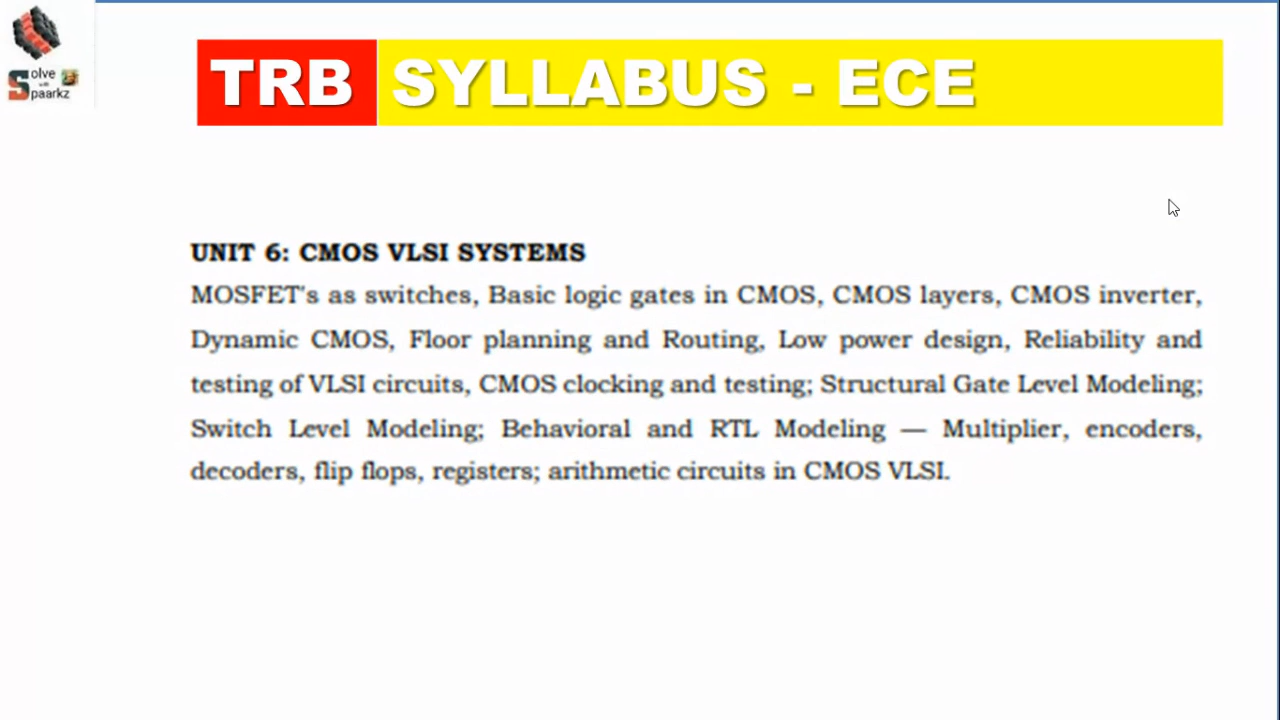 Solve
with
Spaarkz
TRB SYLLABUS - ECE
UNIT 6: CMOS VLSI SYSTEMS
MOSFET's as switches, Basic logic gates in CMOS, CMOS layers, CMOS inverter,
Dynamic CMOS, Floor planning and Routing, Low power design, Reliability and
testing of VLSI circuits, CMOS clocking and testing; Structural Gate Level Modeling;
Switch Level Modeling; Behavioral and RTL Modeling — Multiplier, encoders,
decoders, flip flops, registers; arithmetic circuits in CMOS VLSI.